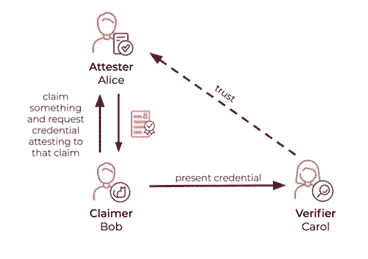 Attester
Alice
claim
something
and request
credential
attesting to
that claim
trust
present credential
Claimer
Bob
Verifier
Carol